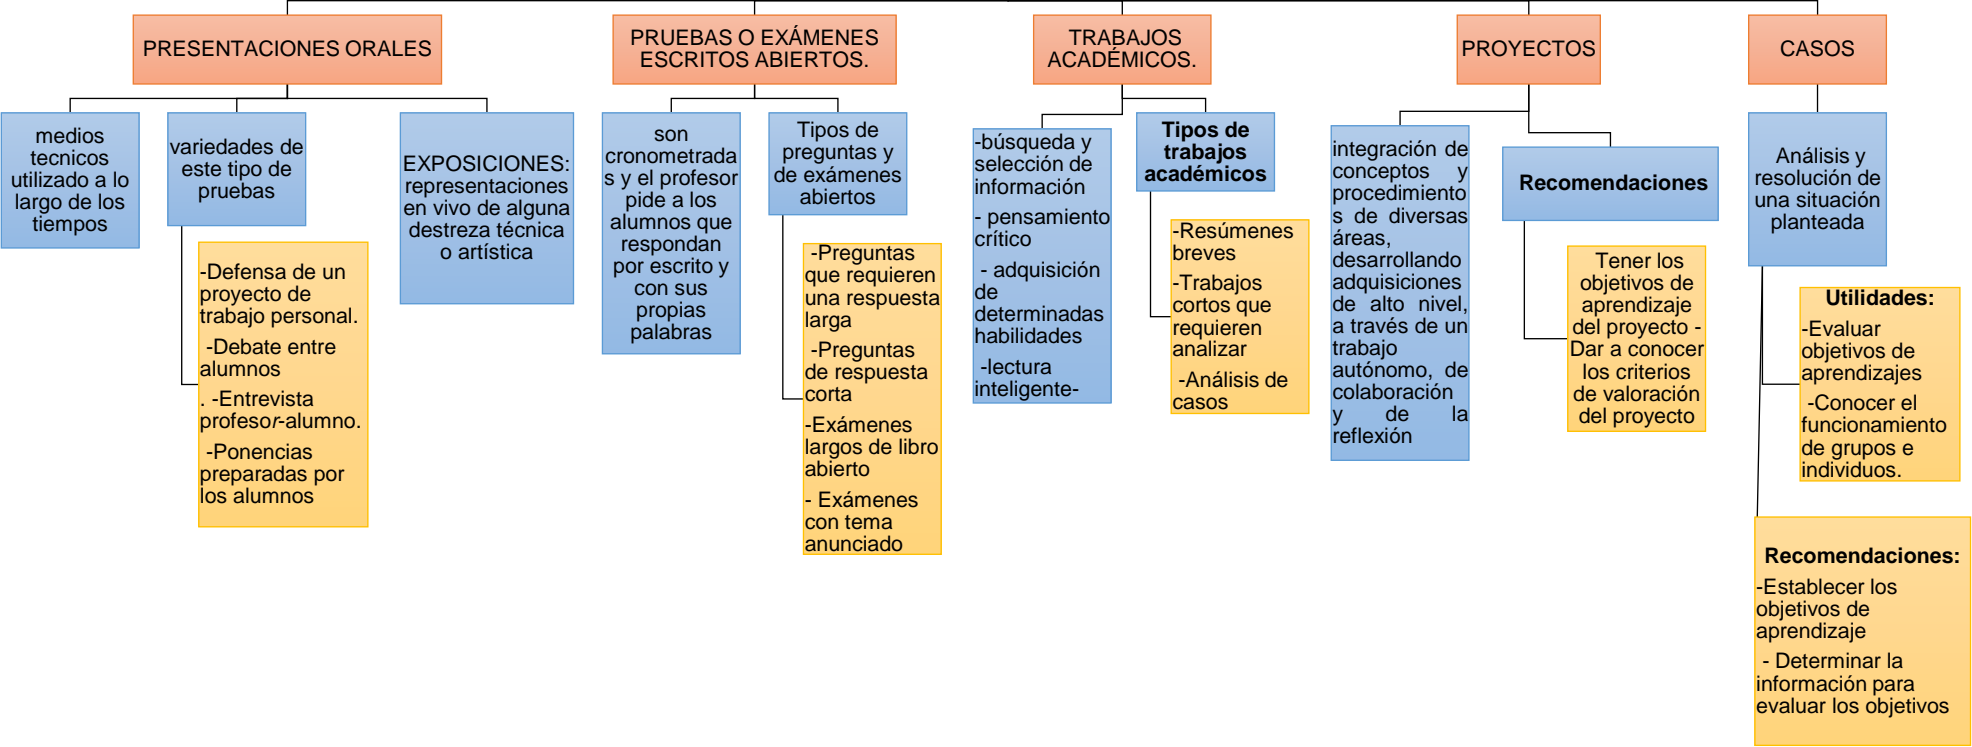 PRESENTACIONES ORALES
medios
tecnicos
utilizado a lo
largo de los
tiempos
variedades de
este tipo de
pruebas
-Defensa de un
proyecto de
trabajo personal.
-Debate entre
alumnos
. -Entrevista
profesor-alumno.
-Ponencias
preparadas por
los alumnos
EXPOSICIONES:
representaciones
en vivo de alguna
destreza técnica
o artística
PRUEBAS O EXÁMENES
ESCRITOS ABIERTOS.
son
cronometrada
s y el profesor
pide a los
alumnos que
respondan
por escrito y
con sus
propias
palabras
Tipos de
preguntas y
de exámenes
abiertos
-Preguntas
que requieren
una respuesta
larga
-Preguntas
de respuesta
corta
-Exámenes
largos de libro
abierto
- Exámenes
con tema
anunciado
TRABAJOS
ACADÉMICOS.
-búsqueda y
selección de
información
- pensamiento
crítico
- adquisición
de
determinadas
habilidades
-lectura
inteligente-
Tipos de
trabajos
académicos
-Resúmenes
breves
-Trabajos
cortos que
requieren
analizar
-Análisis de
casos
PROYECTOS
integración de
conceptos y
procedimiento
s de diversas
áreas,
desarrollando
adquisiciones
de alto nivel,
a través de un
trabajo
autónomo, de
colaboración
y de la
reflexión
Recomendaciones
Tener los
objetivos de
aprendizaje
del proyecto -
Dar a conocer
los criterios
de valoración
del proyecto
CASOS
Análisis y
resolución de
una situación
planteada
Utilidades:
-Evaluar
objetivos de
aprendizajes
-Conocer el
funcionamiento
de grupos e
individuos.
Recomendaciones:
-Establecer los
objetivos de
aprendizaje
- Determinar la
información para
evaluar los objetivos